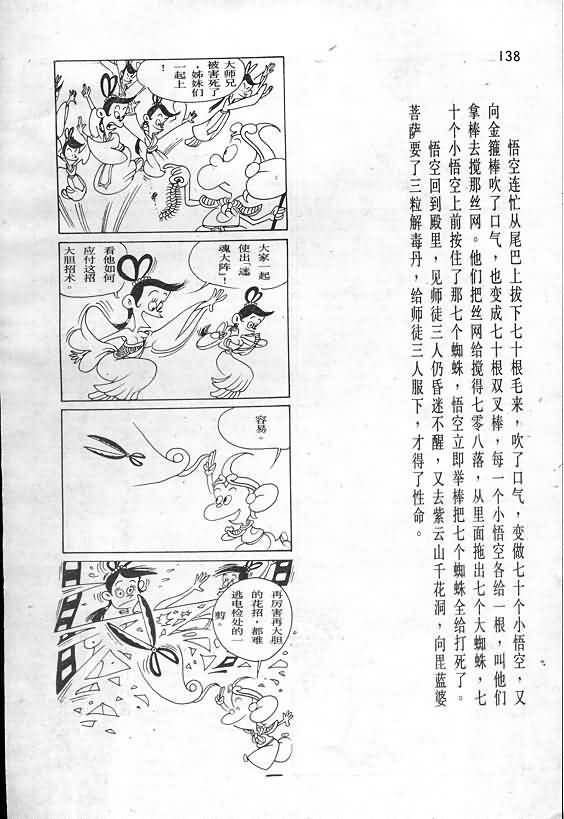 138
悟空连忙从尾巴上拔下七十根毛来，吹了口气，变做七十个小悟空，又
向金箍棒吹了口气，也变成七十根双叉棒，每一个小悟空各给一根，叫他们
拿棒去搅那丝网。他们把丝网给搅得七零八落，从里面拖出七个大蜘蛛，七
十个小悟空上前按住了那七个蜘蛛，悟空立即举棒把七个蜘蛛全给打死了。
悟空回到殿里，见师徒三人仍昏迷不醒，又去紫云山千花洞，向毘蓝婆
菩萨要了三粒解毒丹，给师徒三人服下，才得了性命。
大师兄
被害死了
，姊妹们
一起上
！
大家一起
使出「迷
魂大阵」！
看他如何
应付这招
大胆招术。
容易。
再厉害再大胆
的花招，都难
逃电检处的一
剪。